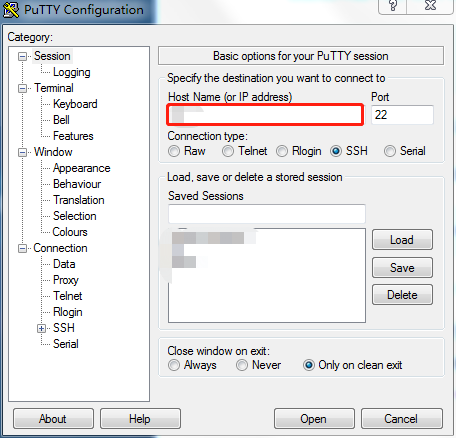 PuTTY Configuration
Category:
Session
Logging
Terminal
Keyboard
Bell
Features
Window
Appearance
Behaviour
Translation
Selection
Colours
Connection
Data
Proxy
Telnet
Rlogin
SSH
Serial
Basic options for your PuTTY session
Specify the destination you want to connect to
Host Name (or IP address) Port
22
Connection type:
Raw Telnet Rlogin SSH Serial
Load, save or delete a stored session
Saved Sessions
Load
Save
Delete
Close window on exit:
Always Never Only on clean exit
About Help Open Cancel